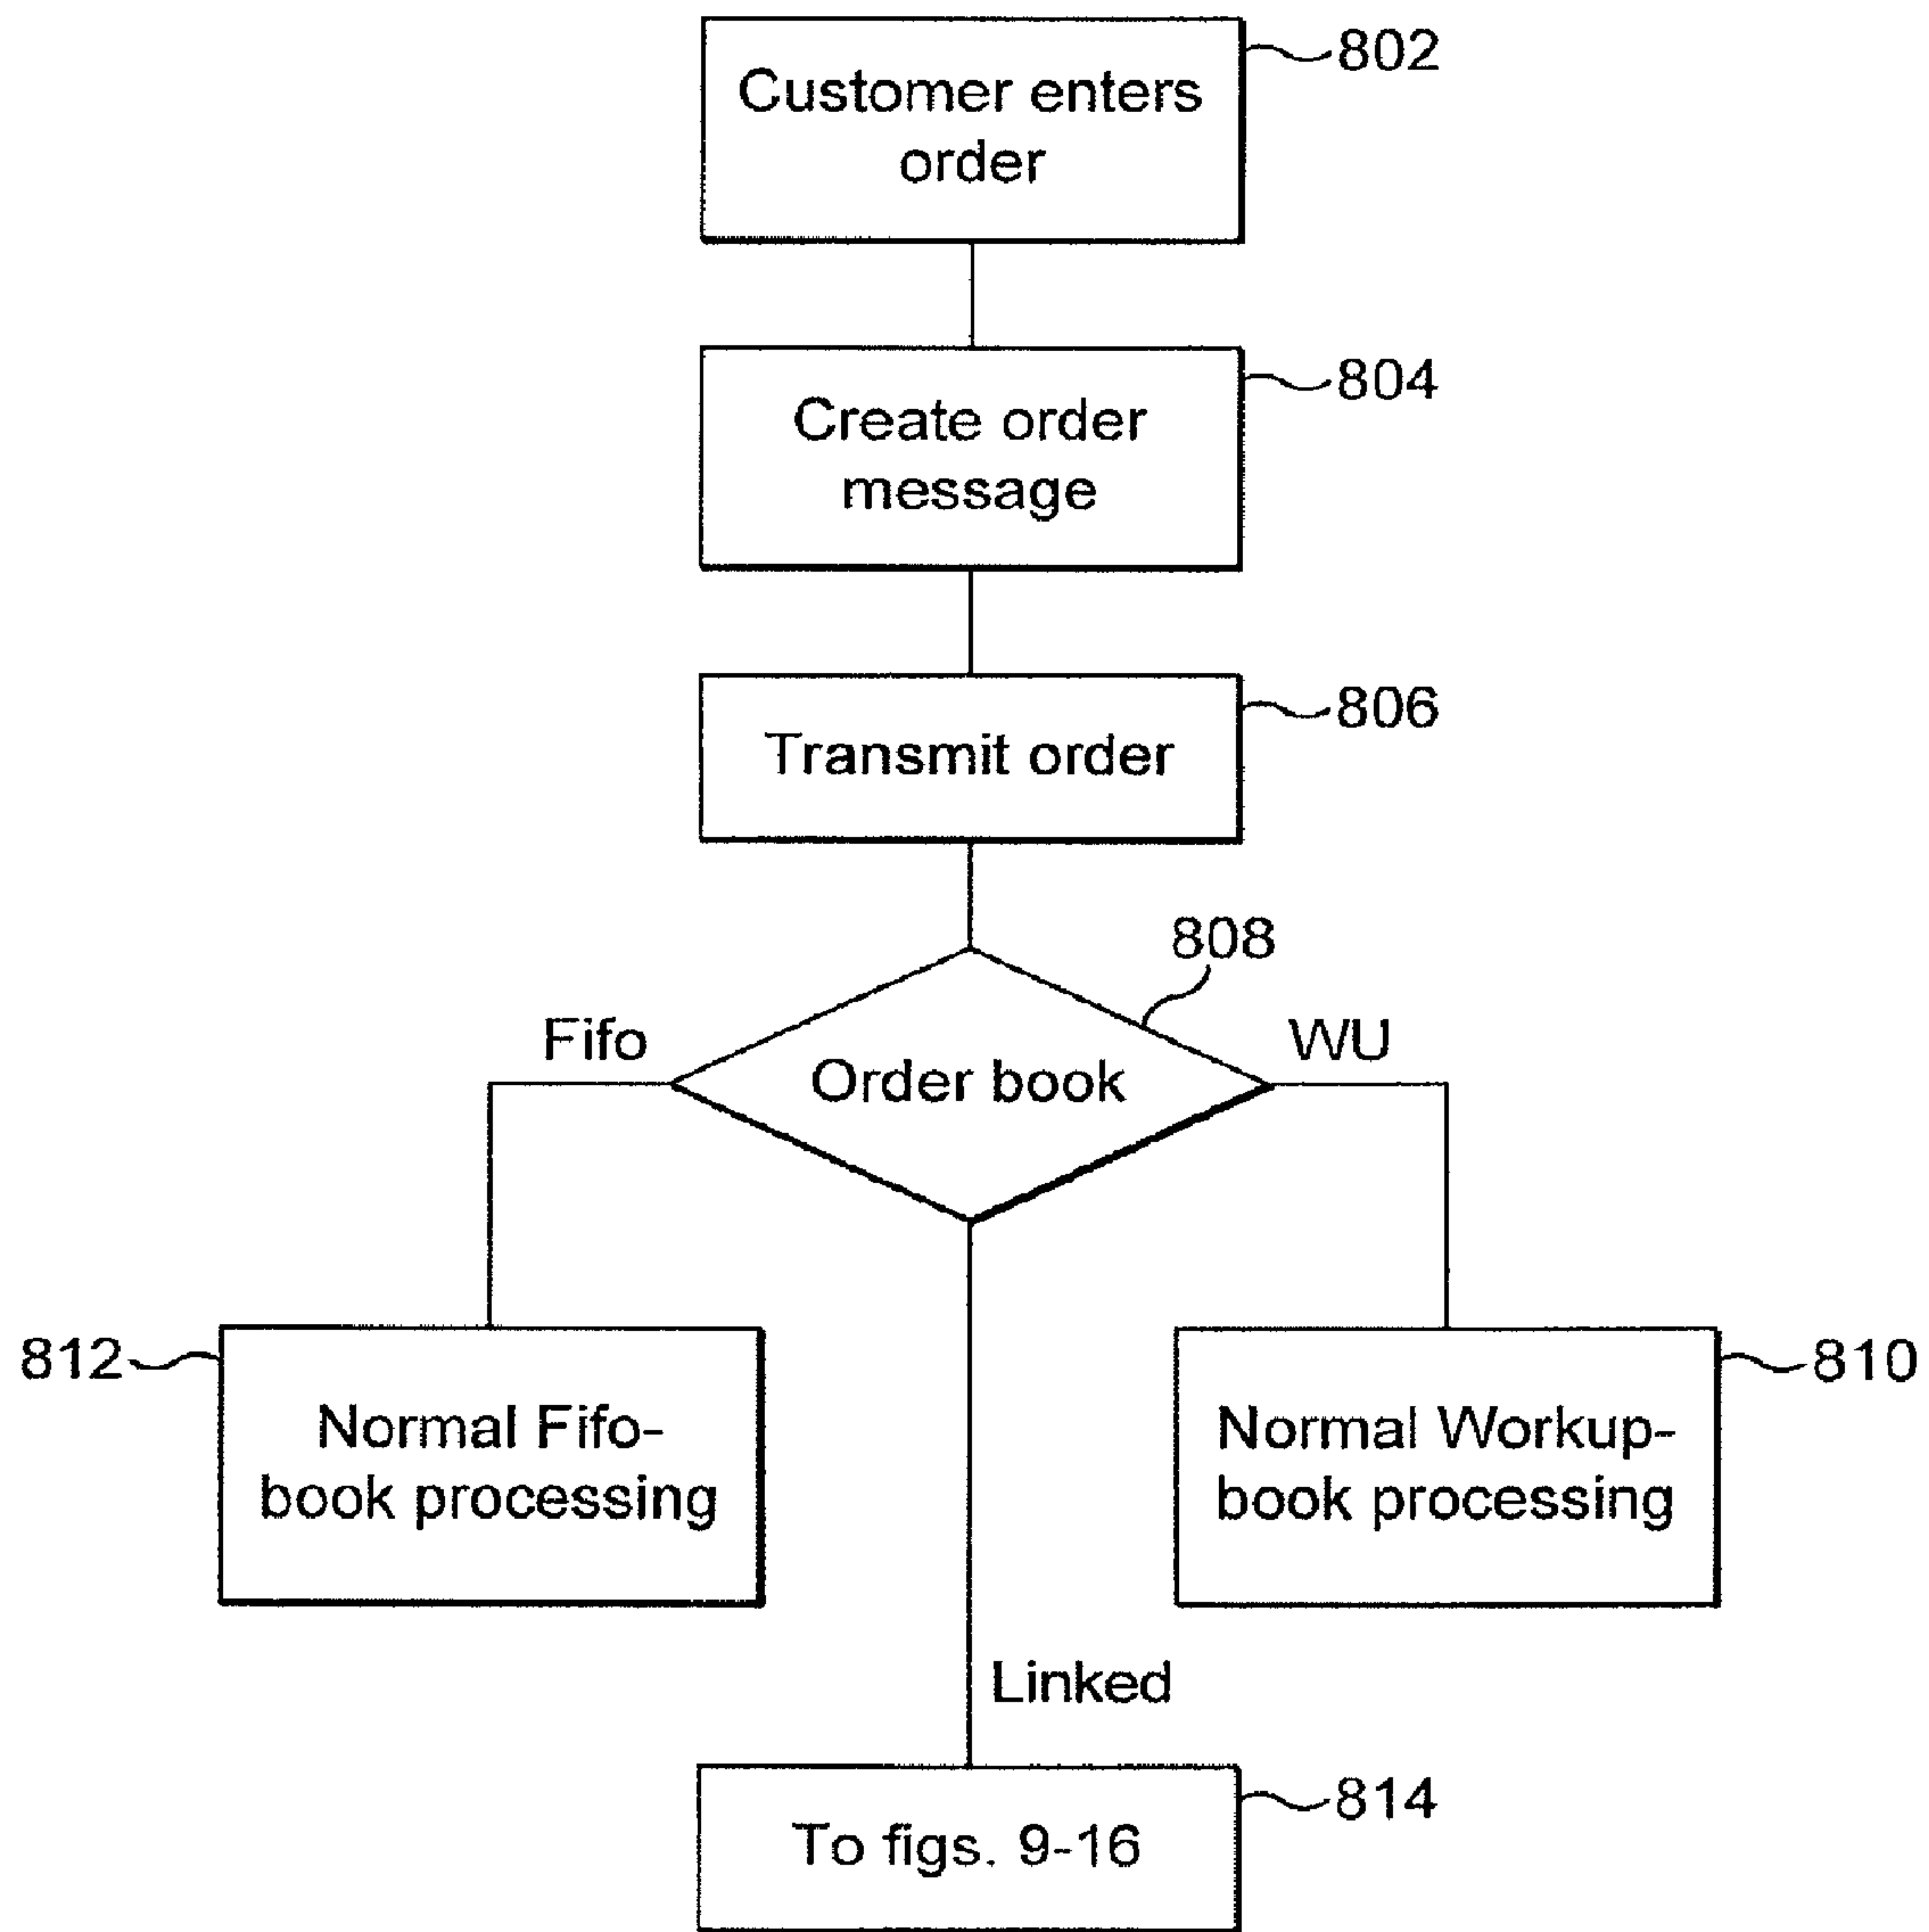 802
Customer enters
order
804
Create order
message
806
Transmit order
808
Fifo
WU
Order book
812
810
Normal Fifo-
book processing
Normal Workup-
book processing
Linked
814
To figs. 9-16